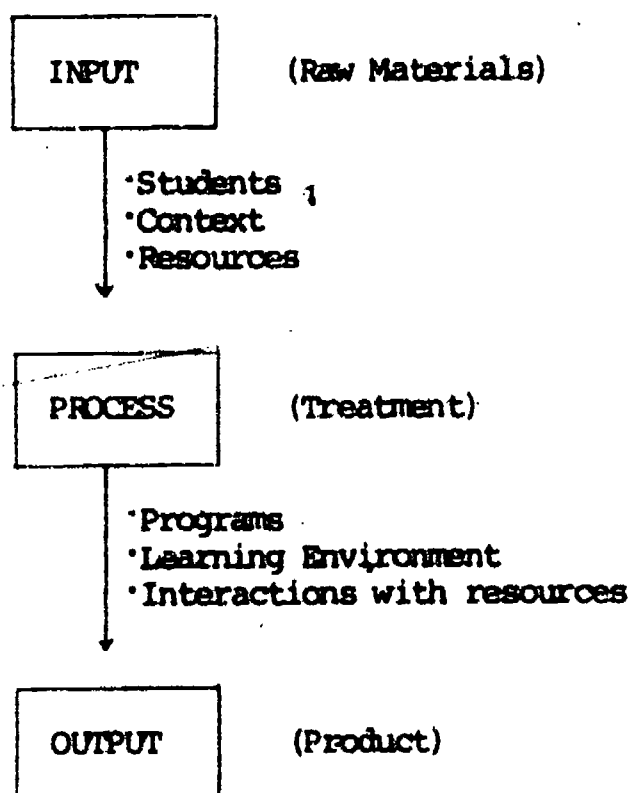 INPUT (Raw Materials)
·Students
·Context
·Resources
PROCESS (Treatment)
·Programs
·Learning Environment
·Interactions with resources
OUTPUT (Product)